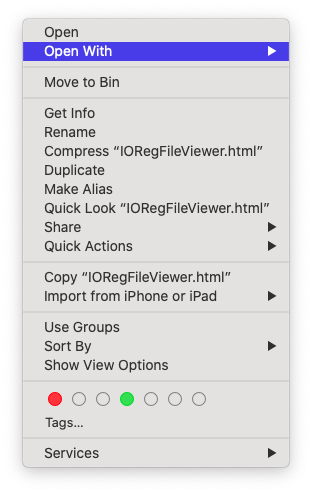 Open
Open With
Move to Bin
Get Info
Rename
Compress “IORegFileViewer.html”
Duplicate
Make Alias
Quick Look “IORegFileViewer.html”
Share
Quick Actions
Copy “IORegFileViewer.html”
Import from iPhone or iPad
Use Groups
Sort By
Show View Options
Tags...
Services